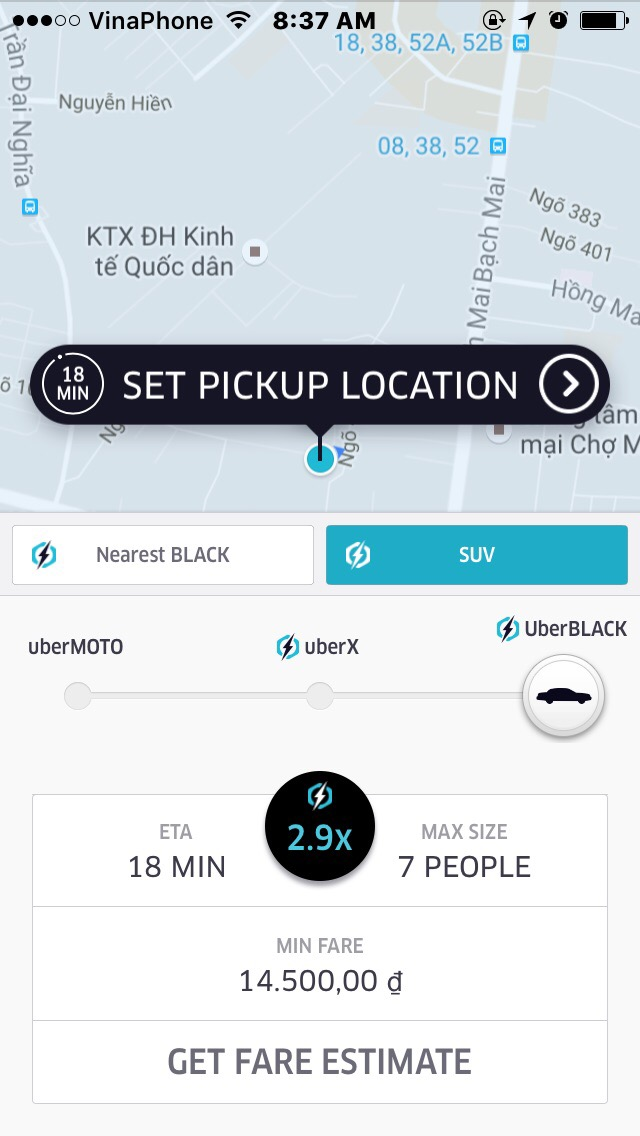 VinaPhone 8:37 AM
18, 38, 52A, 52B
Trần Đại Nghĩa
Nguyễn Hiền
08, 38, 52
Ngõ 383
KTX ĐH Kinh
tế Quốc dân
Ngõ 401
Mai Bạch Mai
Hồng Ma
18
MIN
SET PICKUP LOCATION
Ngõ
mại Chợ M
Nearest BLACK
SUV
uberMOTO
uberX
UberBLACK
2.9x
ETA
18 MIN
MAX SIZE
7 PEOPLE
MIN FARE
14.500,00 ₫
GET FARE ESTIMATE